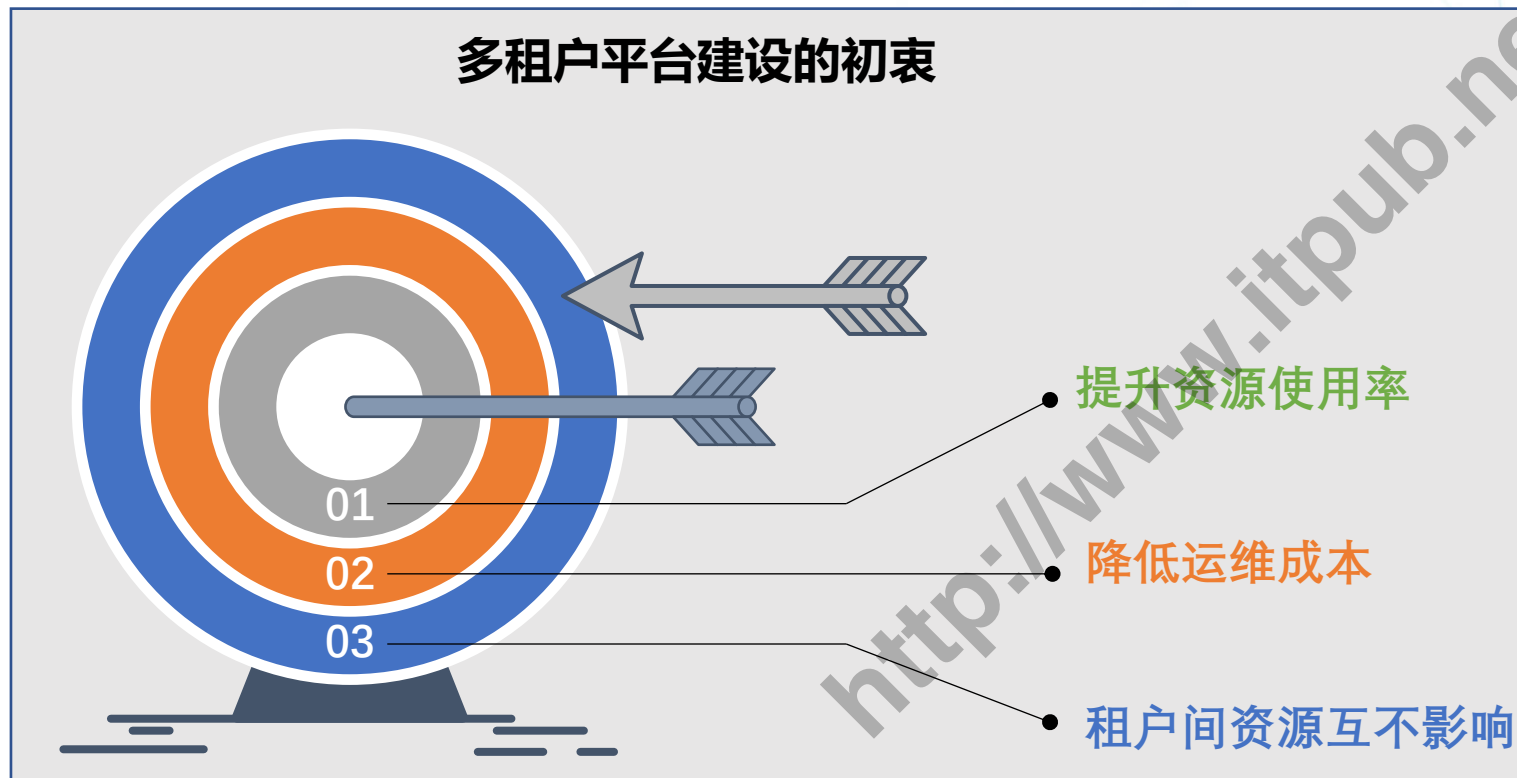 多租户平台建设的初衷
01
提升资源使用率
02
降低运维成本
03
租户间资源互不影响
http://www.itpub.ne